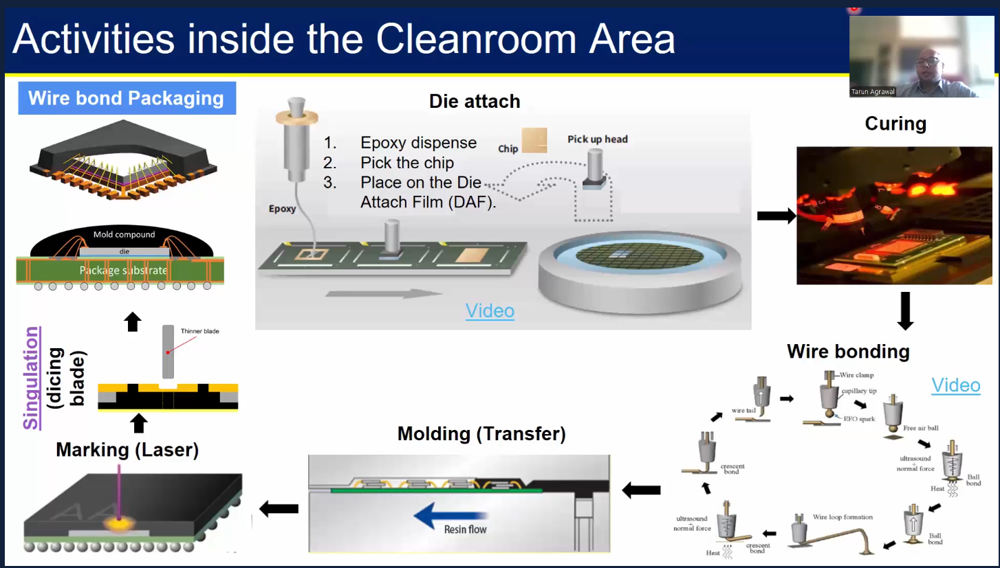 Activities inside the Cleanroom Area
Tarun Agrawal
Wire bond Packaging
Mold compound
die
Package substrate
Die attach
1. Epoxy dispense
2. Pick the chip
3. Place on the Die
Attach Film (DAF).
Chip
Pick up head
Epoxy
Video
Curing
Wire bonding
Video
Wire clamp
capillary tip
EFO spark
Free air ball
ultrasound
+
normal force
Heat
Ball
bond
Ball
bond
Wire loop formation
crescent
bond
ultrasound
+
normal force
Heat
crescent
bond
wire tail
Molding (Transfer)
Resin flow
Marking (Laser)
AA
Singulation
(dicing
blade)
Thinner blade